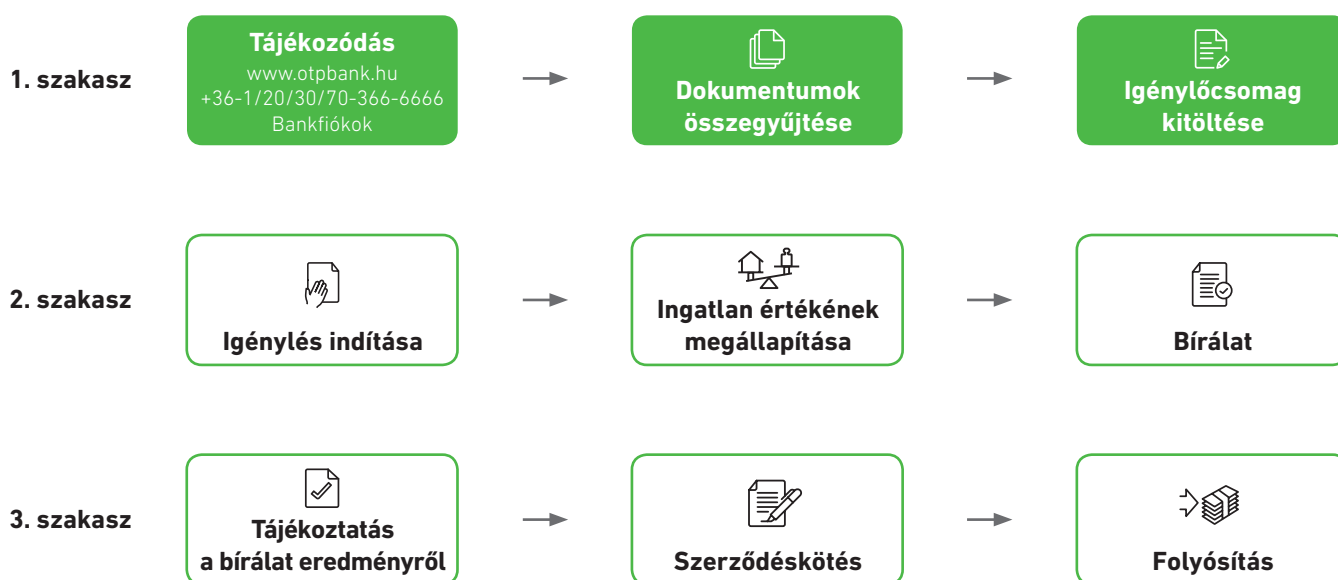 1. szakasz
Tájékozódás
www.otpbank.hu
+36-1/20/30/70-366-6666
Bankfiókok
Dokumentumok
összegyűjtése
Igénylőcsomag
kitöltése
2. szakasz
Igénylés indítása
Ingatlan értékének
megállapítása
Bírálat
3. szakasz
Tájékoztatás
a bírálat eredményről
Szerződéskötés
Folyósítás